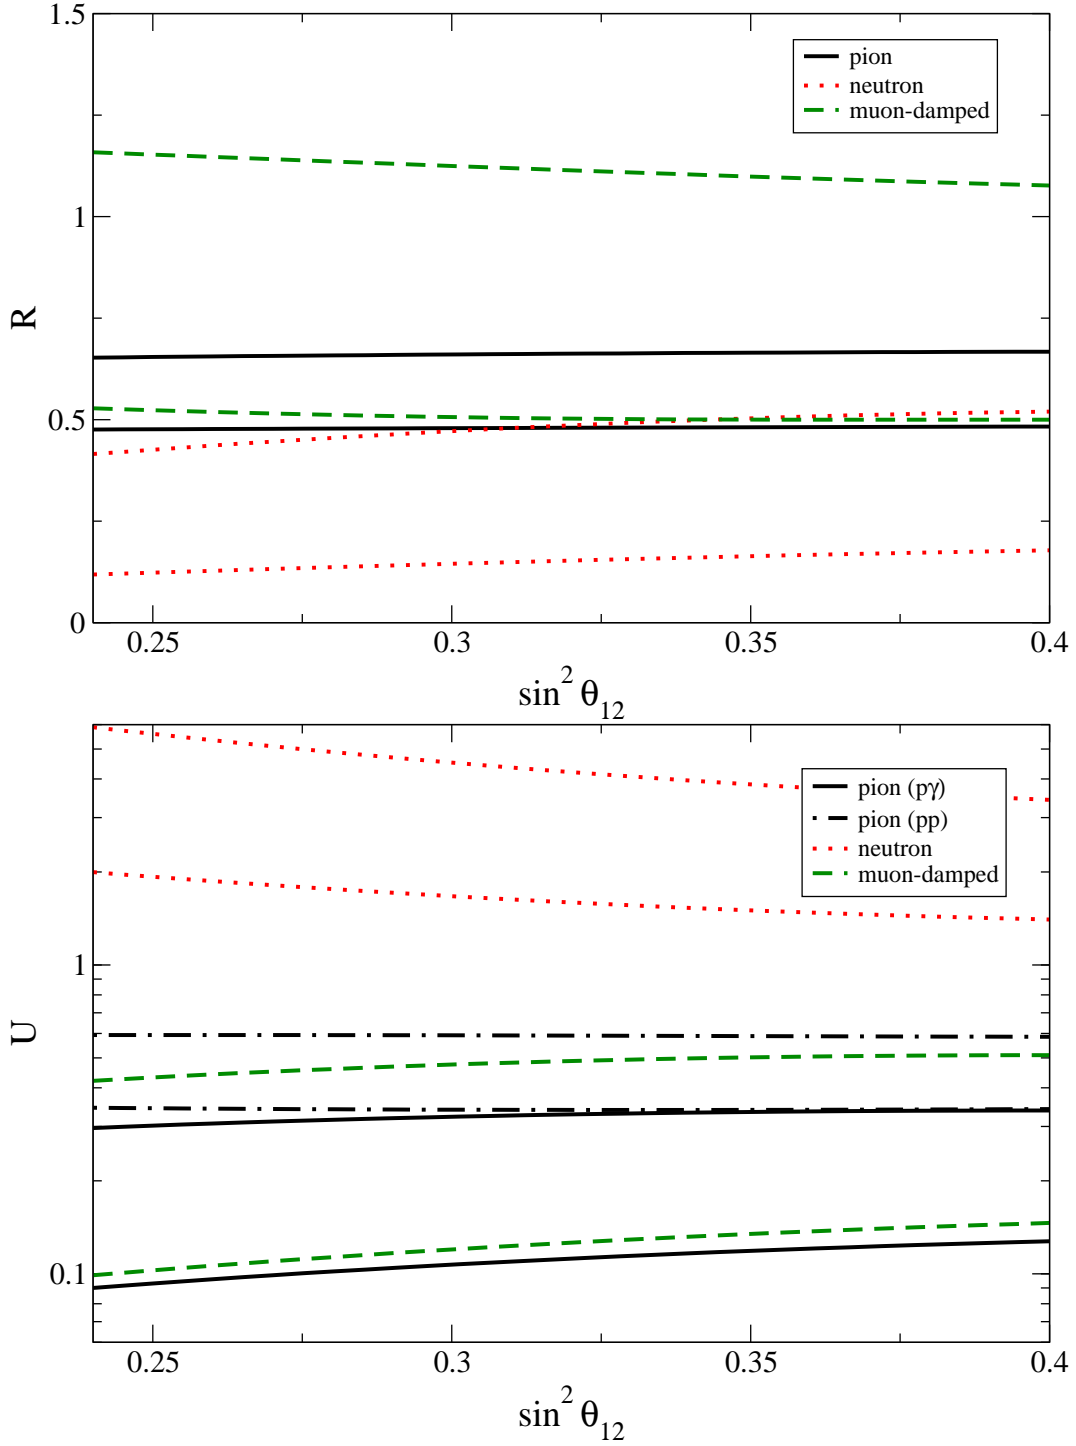 1.5
pion
neutron
muon-damped
1
R
0.5
0
0.25 0.3 0.35 0.4
sin² θ₁₂
pion (pγ)
pion (pp)
neutron
muon-damped
1
U
0.1
0.25 0.3 0.35 0.4
sin² θ₁₂